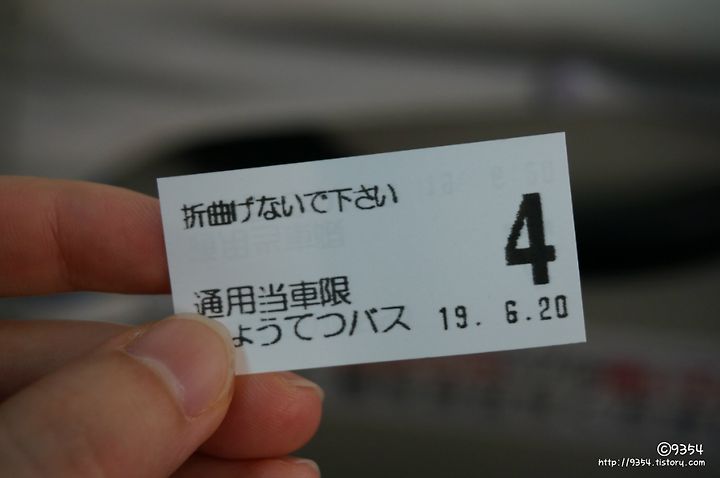 折曲げないで下さい
4
通用当車限
ょうてつバス 19. 6.20
©9354
http://9354.tistory.com